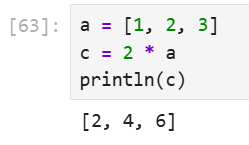 [63]: a = [1, 2, 3]
c = 2 * a
println(c)
[2, 4, 6]